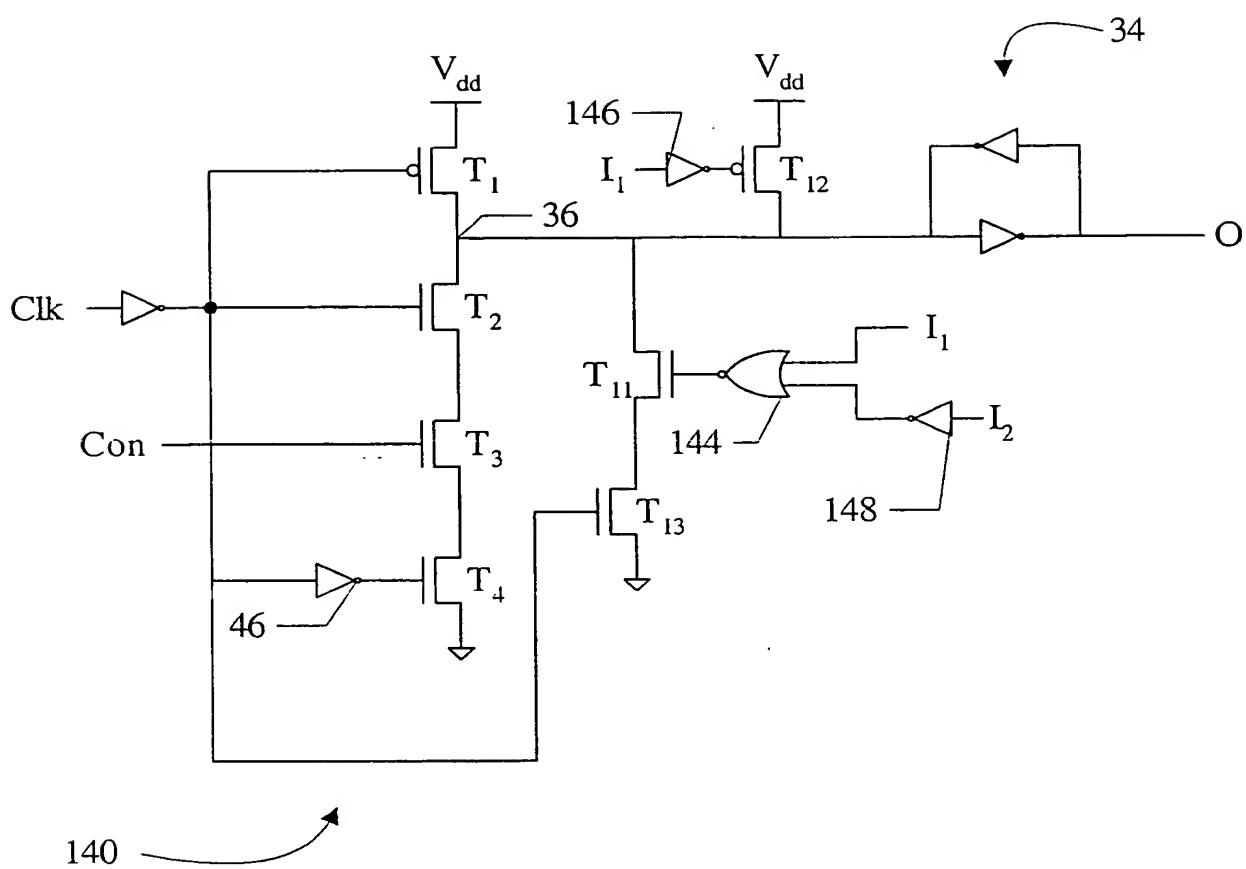 34
V_dd
V_dd
146
I_1
T_1
T_12
36
O
Clk
T_2
I_1
T_11
Con
T_3
144
I_2
T_13
148
T_4
46
140